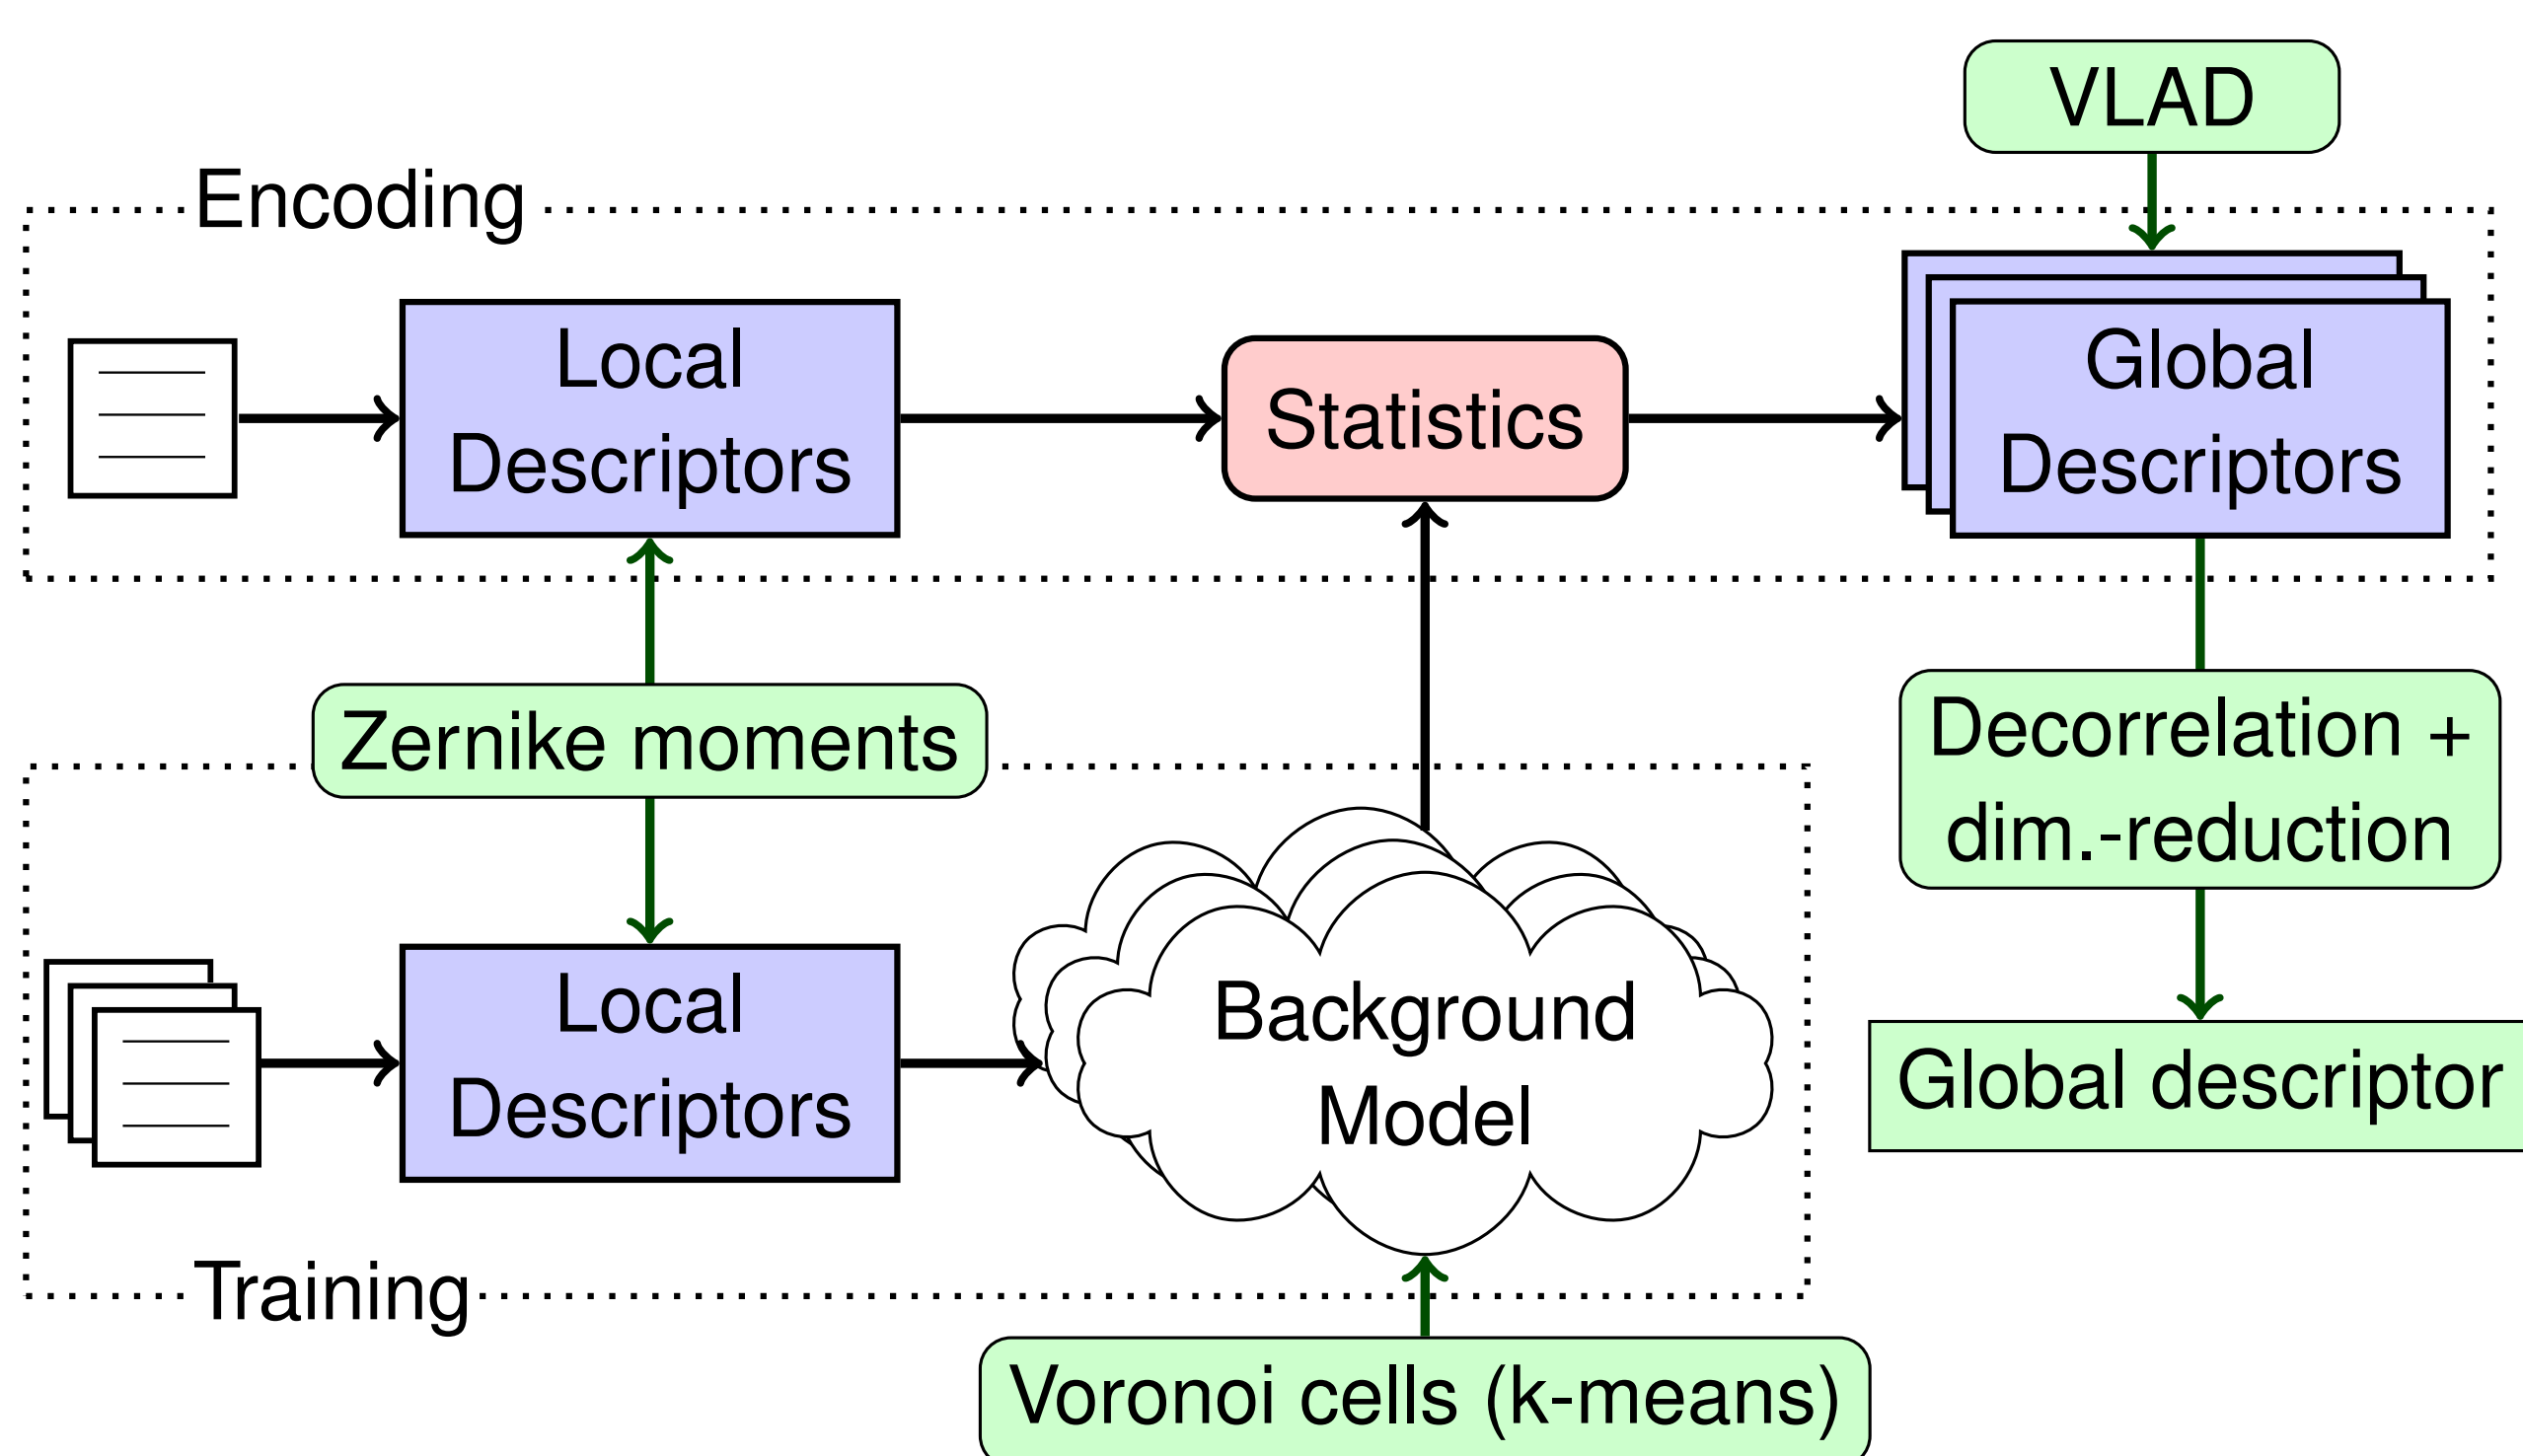 VLAD
Encoding
Local
Descriptors
Statistics
Global
Descriptors
Zernike moments
Decorrelation +
dim.-reduction
Local
Descriptors
Background
Model
Global descriptor
Training
Voronoi cells (k-means)